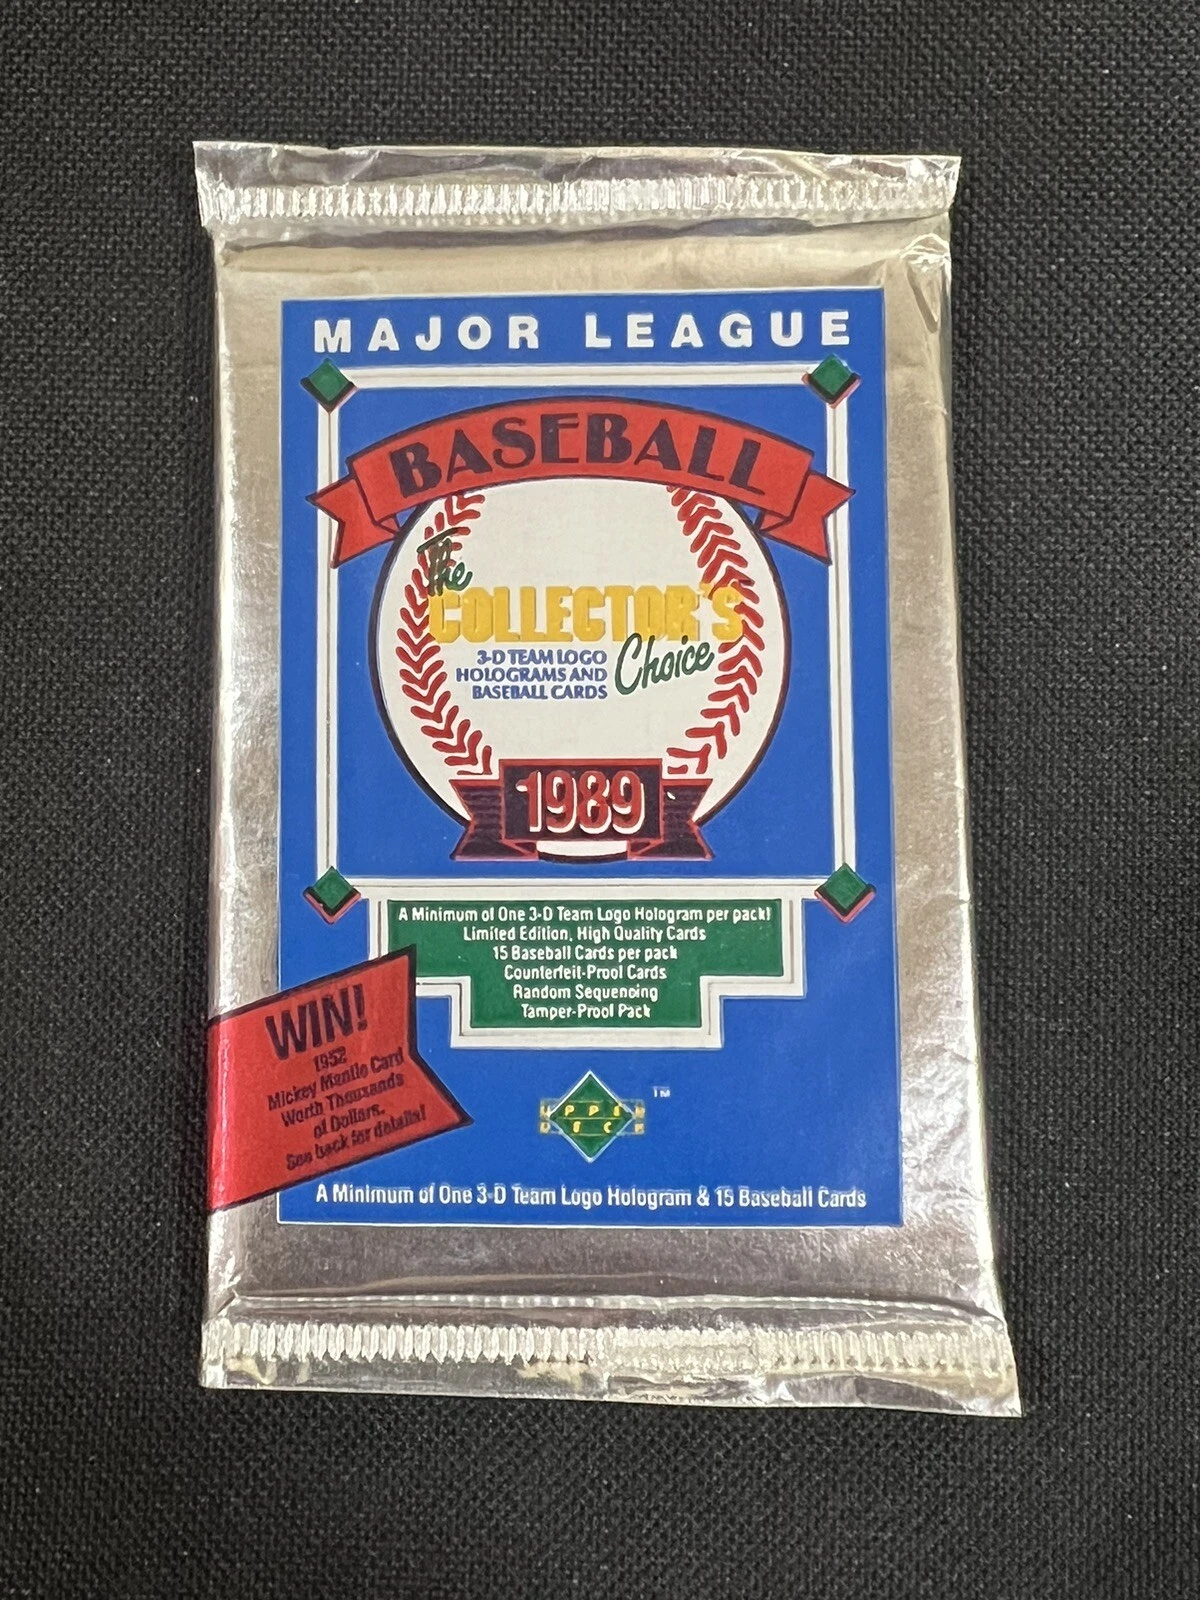 MAJOR LEAGUE
BASEBALL
The
COLLECTOR'S
Choice
3-D TEAM LOGO
HOLOGRAMS AND
BASEBALL CARDS
1989
A Minimum of One 3-D Team Logo Hologram per pack!
Limited Edition, High Quality Cards
15 Baseball Cards per pack
Counterfeit-Proof Cards
Random Sequencing
Tamper-Proof Pack
WIN!
1952
Mickey Mantle Card
Worth Thousands
of Dollars.
See back for details!
UPPER
DECK
TM
A Minimum of One 3-D Team Logo Hologram & 15 Baseball Cards